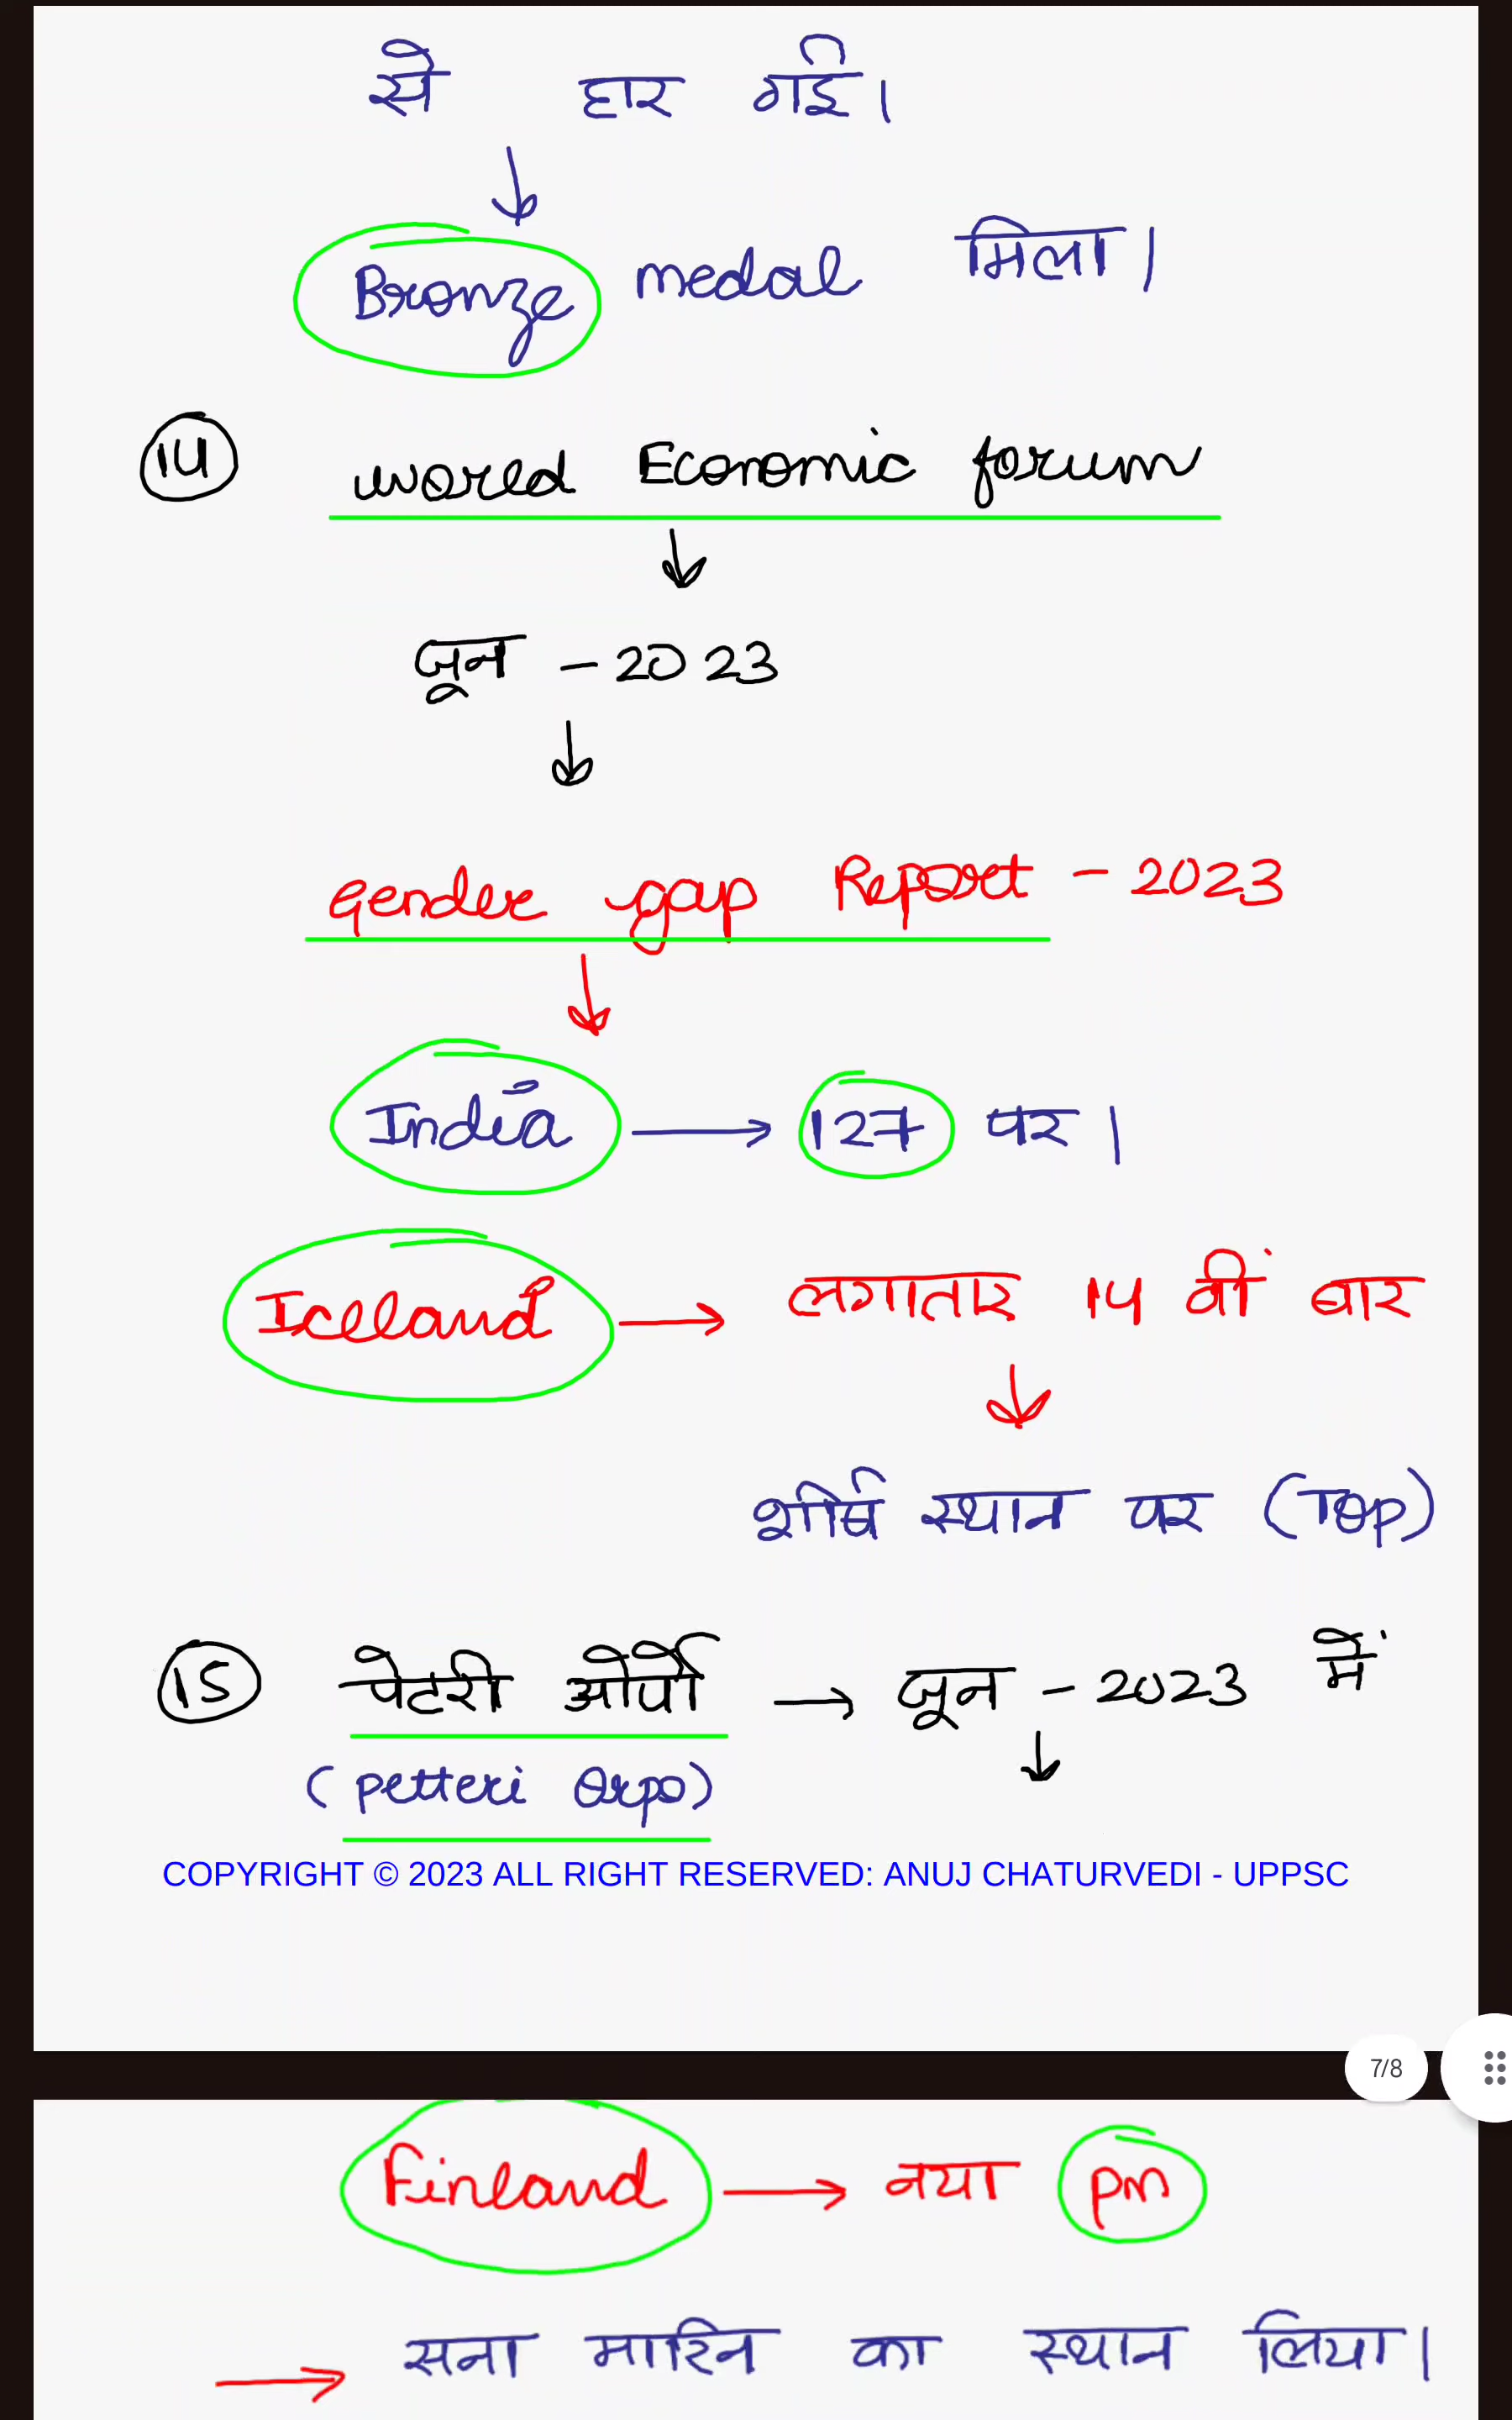 से हार गई।
↓
Bronze medal मिला।
14 world Economic forum
↓
जून - 2023
↓
Gender gap Report - 2023
↓
India → 127 पर।
Iceland → लगातार 14 वीं बार
↓
शीर्ष स्थान पर (Top)
15 पेटेरी ओर्पो → जून - 2023 में
↓
(petteri Orpo)
COPYRIGHT © 2023 ALL RIGHT RESERVED: ANUJ CHATURVEDI - UPPSC
7/8
Finland → नया pm
→ सना मारिन का स्थान लिया।